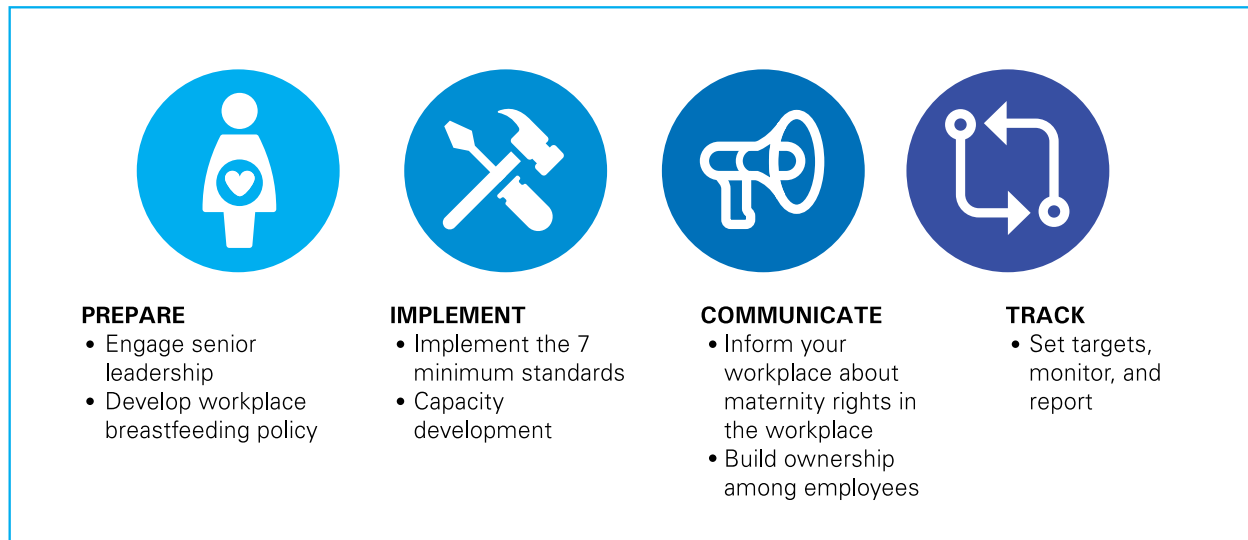 PREPARE
• Engage senior
leadership
• Develop workplace
breastfeeding policy
IMPLEMENT
• Implement the 7
minimum standards
• Capacity
development
COMMUNICATE
• Inform your
workplace about
maternity rights in
the workplace
• Build ownership
among employees
TRACK
• Set targets,
monitor, and
report